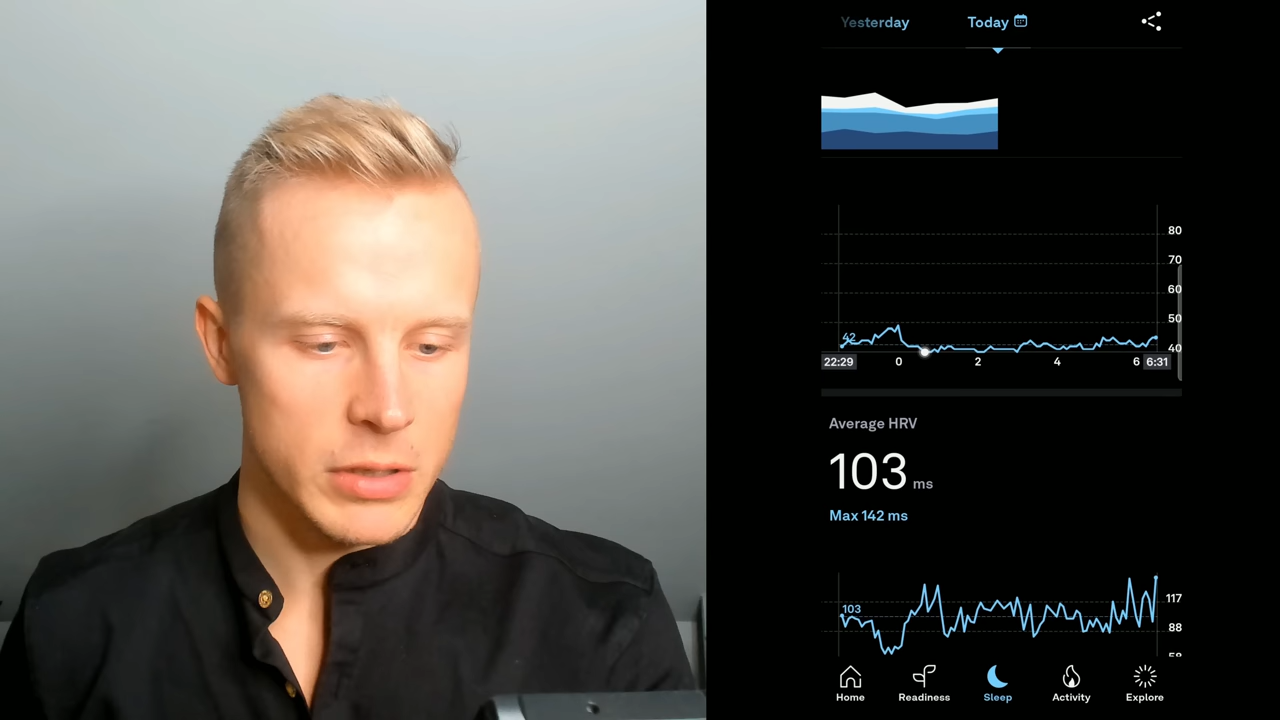 Yesterday Today
80
70
60
50
42
40
22:29 0 2 4 6 6:31
Average HRV
103 ms
Max 142 ms
117
103
88
58
Home Readiness Sleep Activity Explore